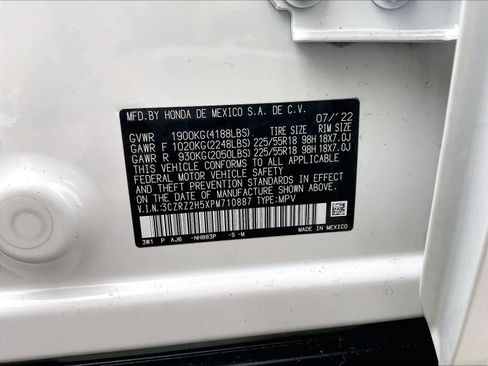 MFD.BY HONDA DE MEXICO S.A. DE C.V. 07/'22
GVWR 1900KG(4188LBS) TIRE SIZE RIM SIZE
GAWR F 1020KG(2248LBS) 225/55R18 98H 18X7.0J
GAWR R 930KG(2050LBS) 225/55R18 98H 18X7.0J
THIS VEHICLE CONFORMS TO ALL APPLICABLE
FEDERAL MOTOR VEHICLE SAFETY AND
THEFT PREVENTION STANDARDS IN EFFECT ON
THE DATE OF MANUFACTURE SHOWN ABOVE.
V.I.N.:3CZRZ2H5XPM710887 TYPE:MPV
3W1 P AJ6 -NH883P -S -M
MADE IN MEXICO